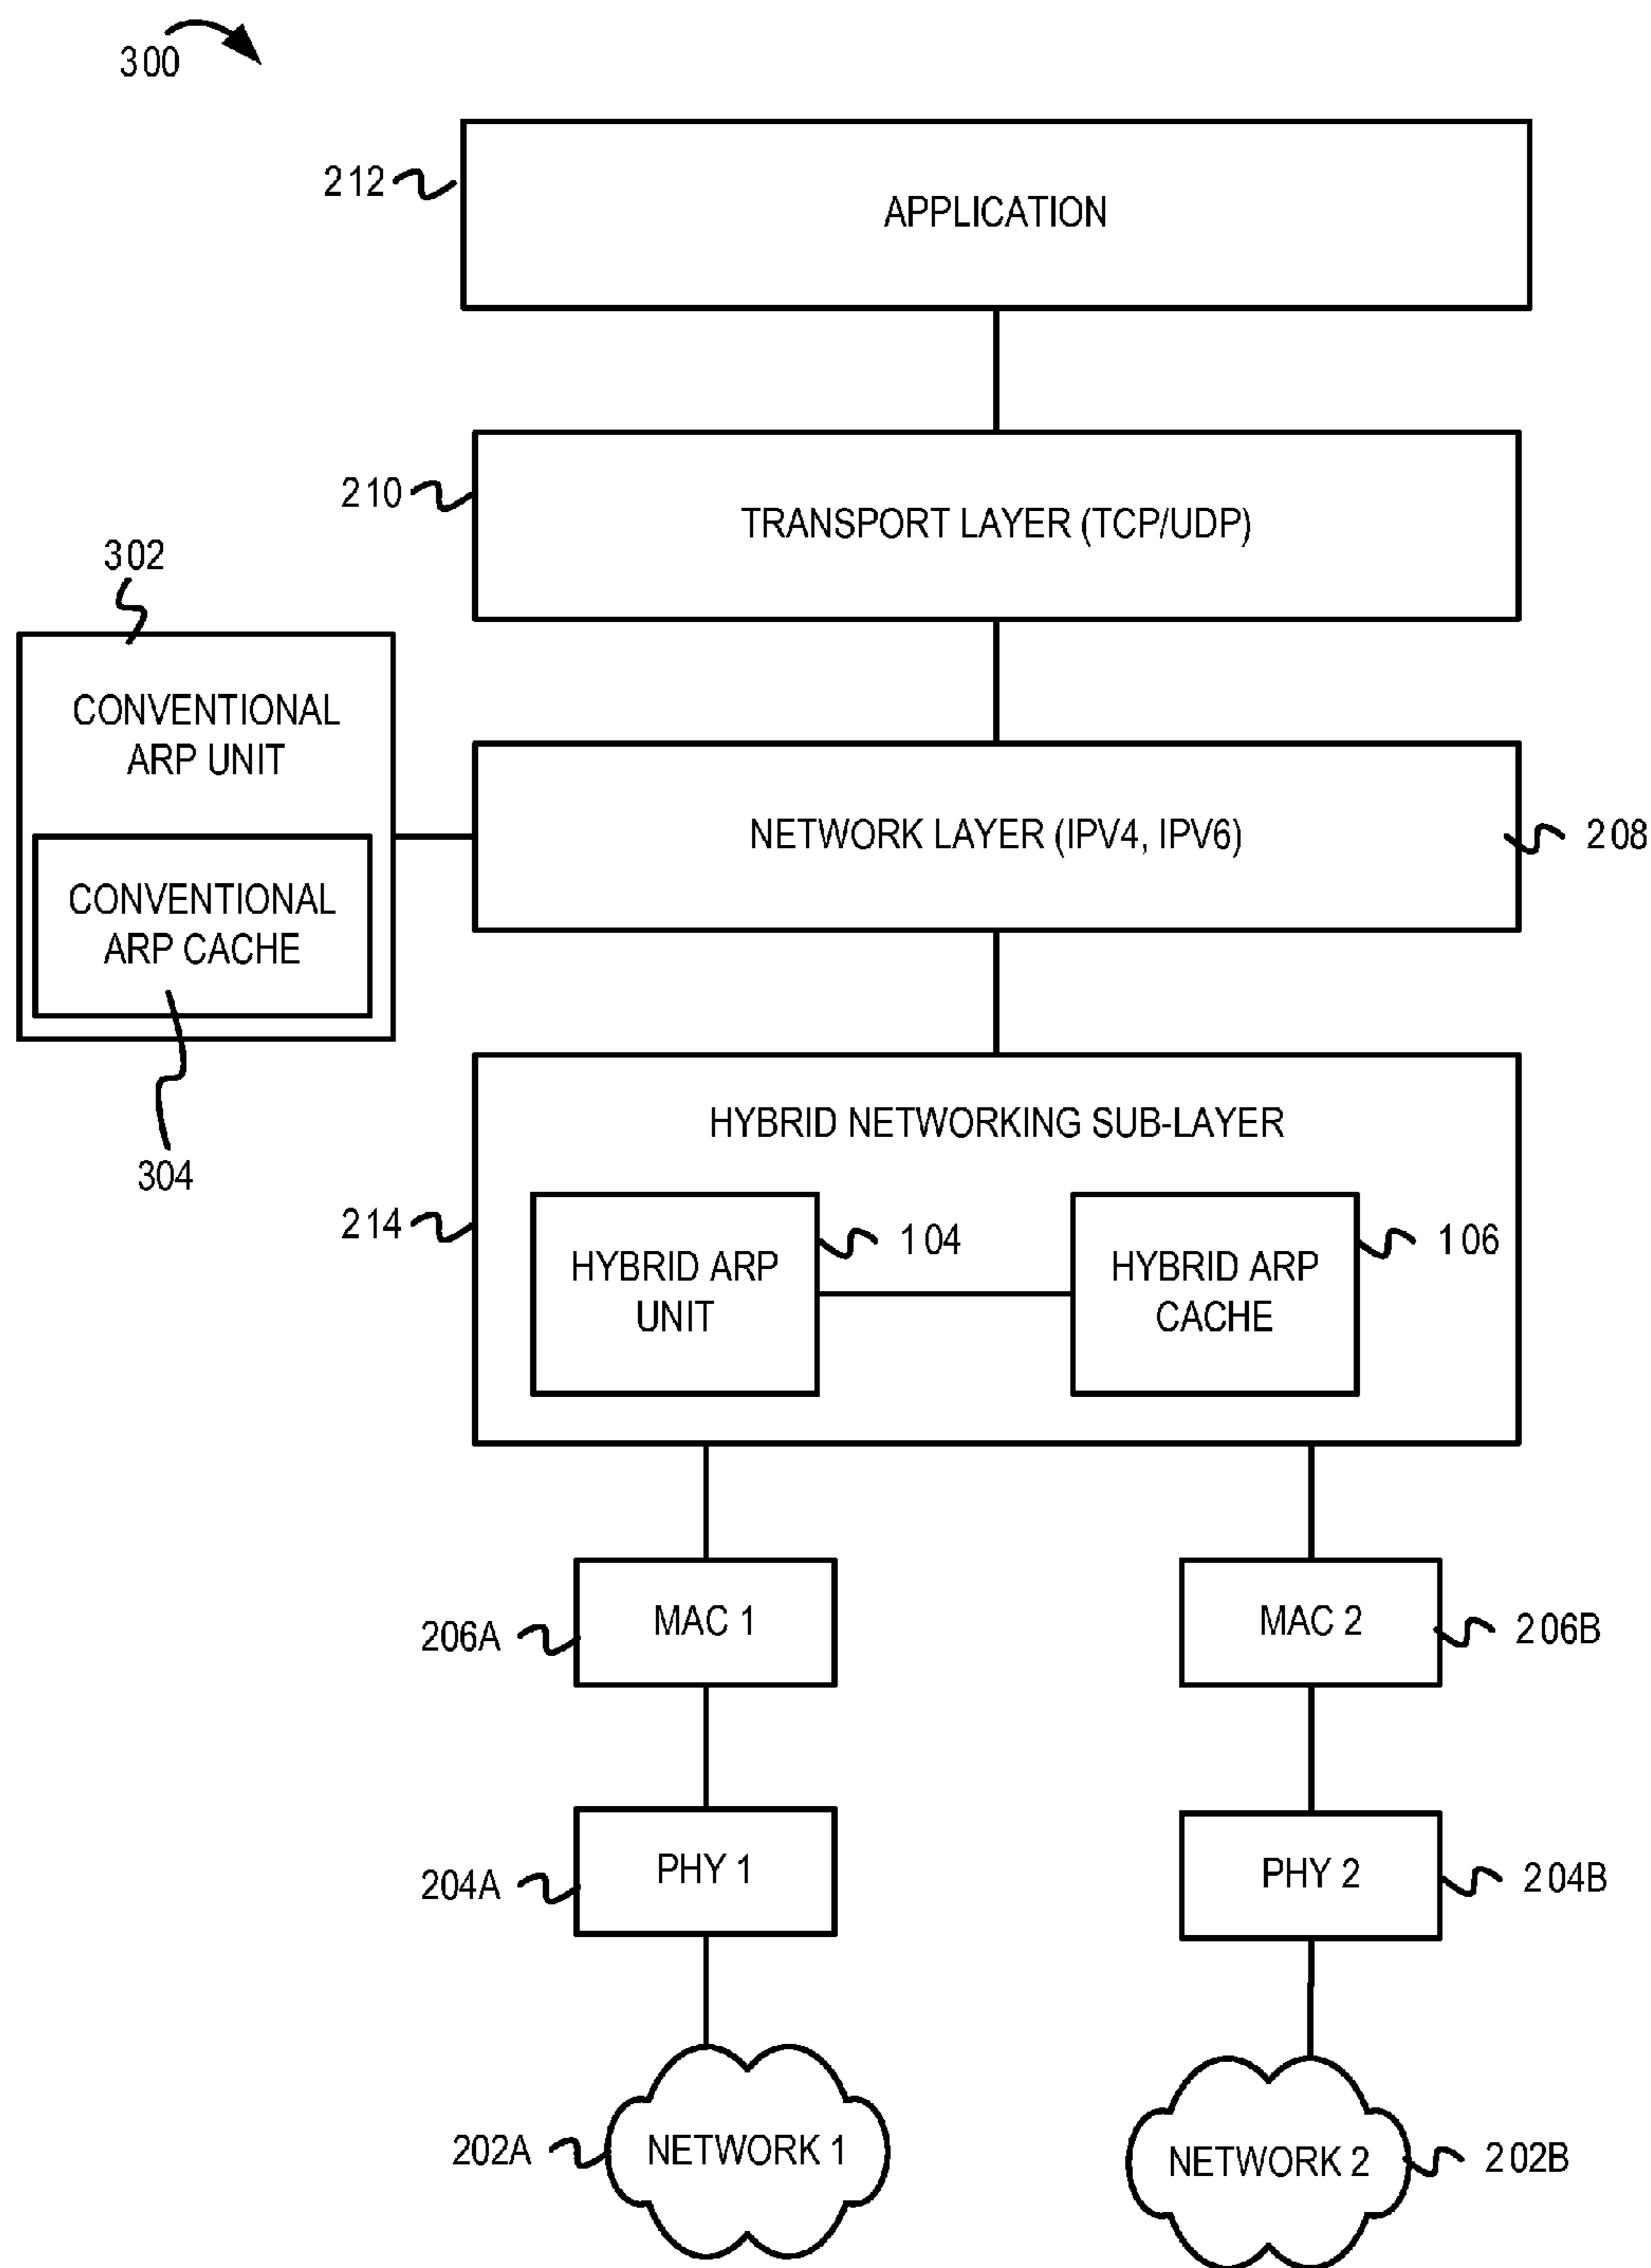 300
212
APPLICATION
210
TRANSPORT LAYER (TCP/UDP)
302
CONVENTIONAL
ARP UNIT
NETWORK LAYER (IPV4, IPV6)
208
CONVENTIONAL
ARP CACHE
304
HYBRID NETWORKING SUB-LAYER
214
HYBRID ARP
UNIT
104
HYBRID ARP
CACHE
106
206A
MAC 1
MAC 2
206B
204A
PHY 1
PHY 2
204B
202A
NETWORK 1
NETWORK 2
202B